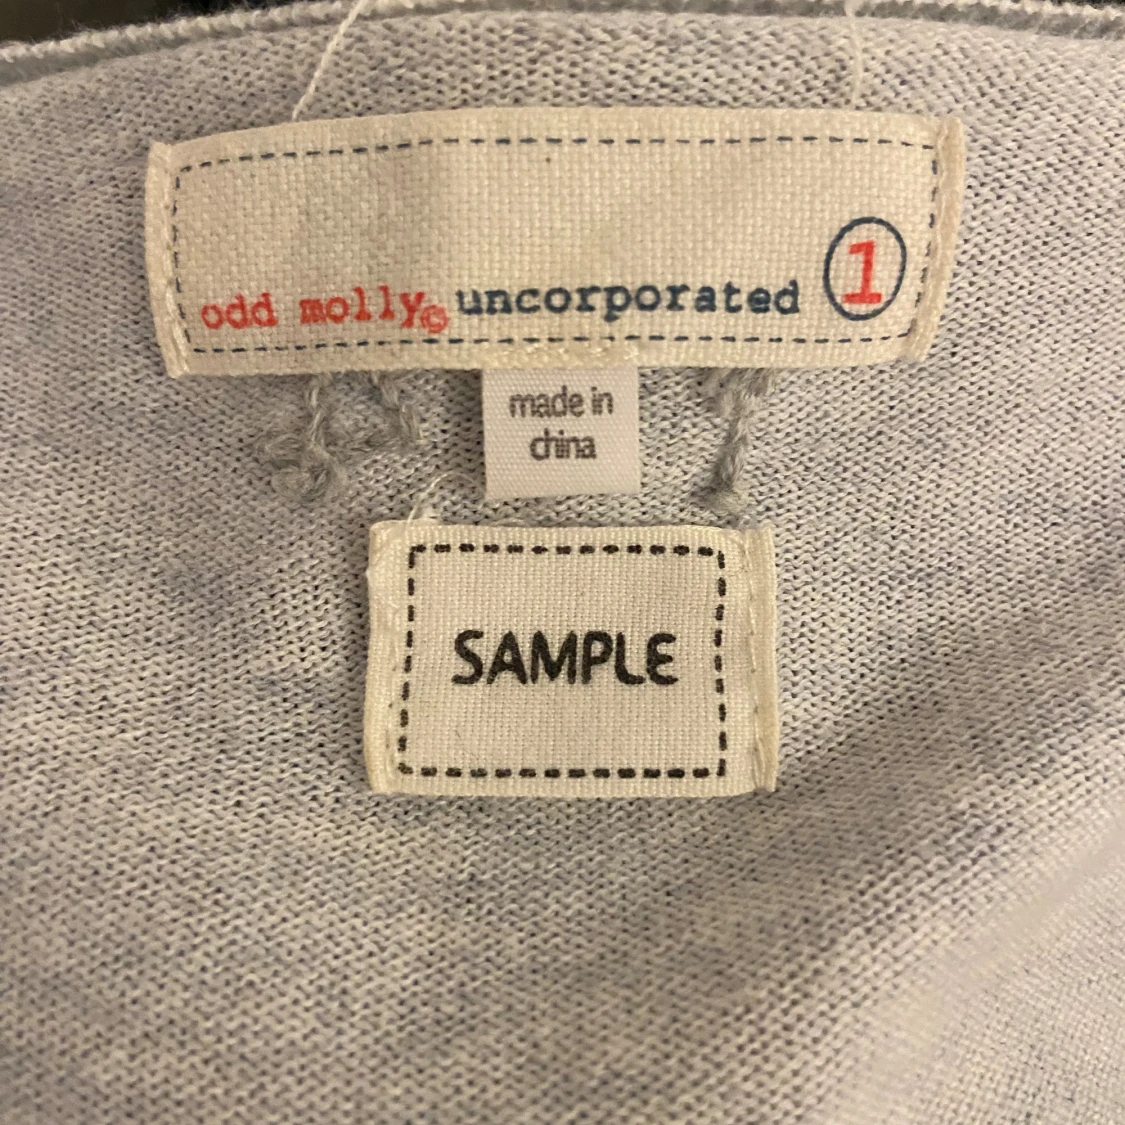 odd molly© uncorporated 1
made in
china
SAMPLE